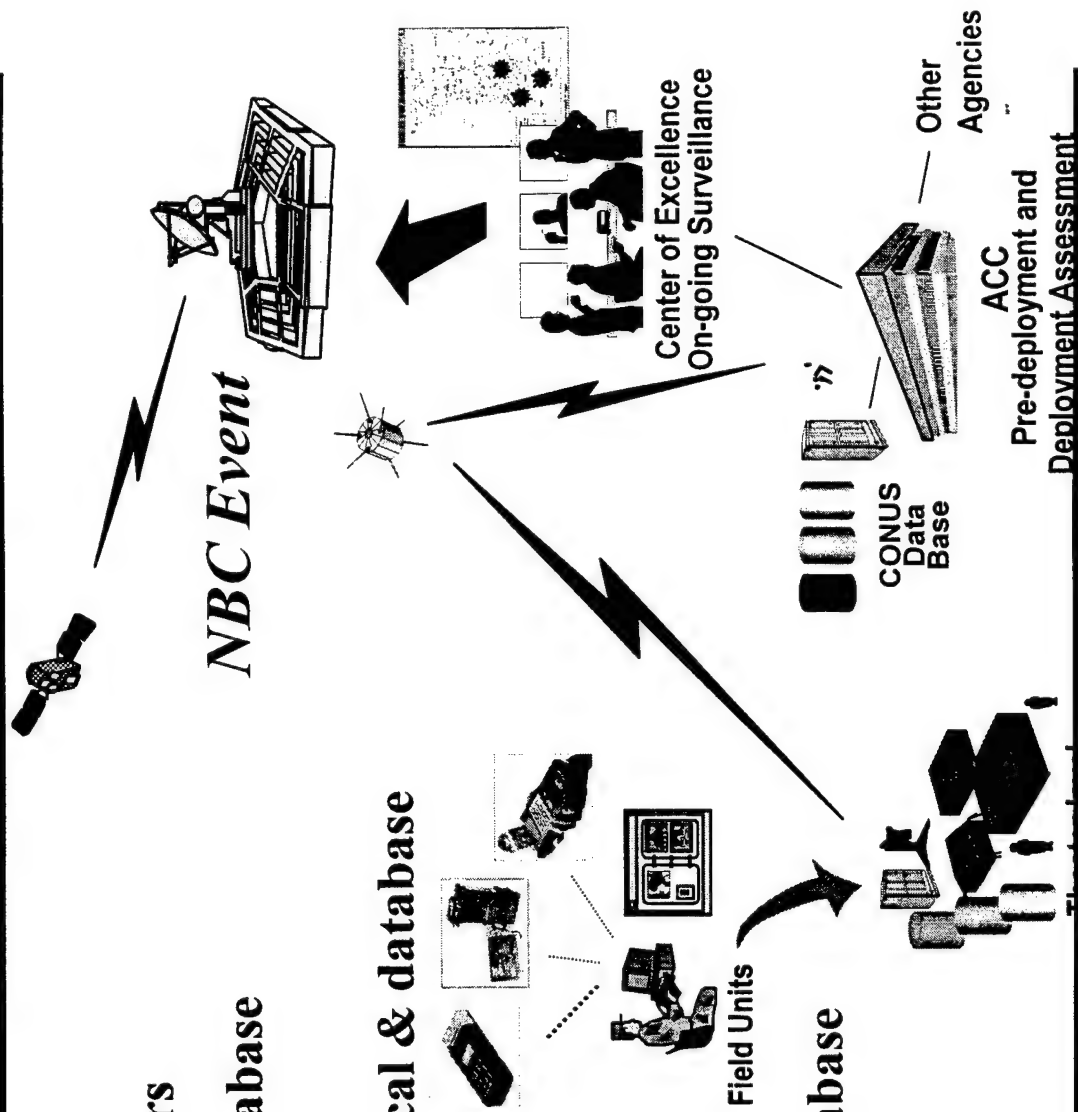 rs
abase
NBC Event
cal & database
Center of Excellence
On-going Surveillance
Field Units
abase
CONUS
Data
Base
Other
Agencies
ACC
Pre-deployment and
Deployment Assessment